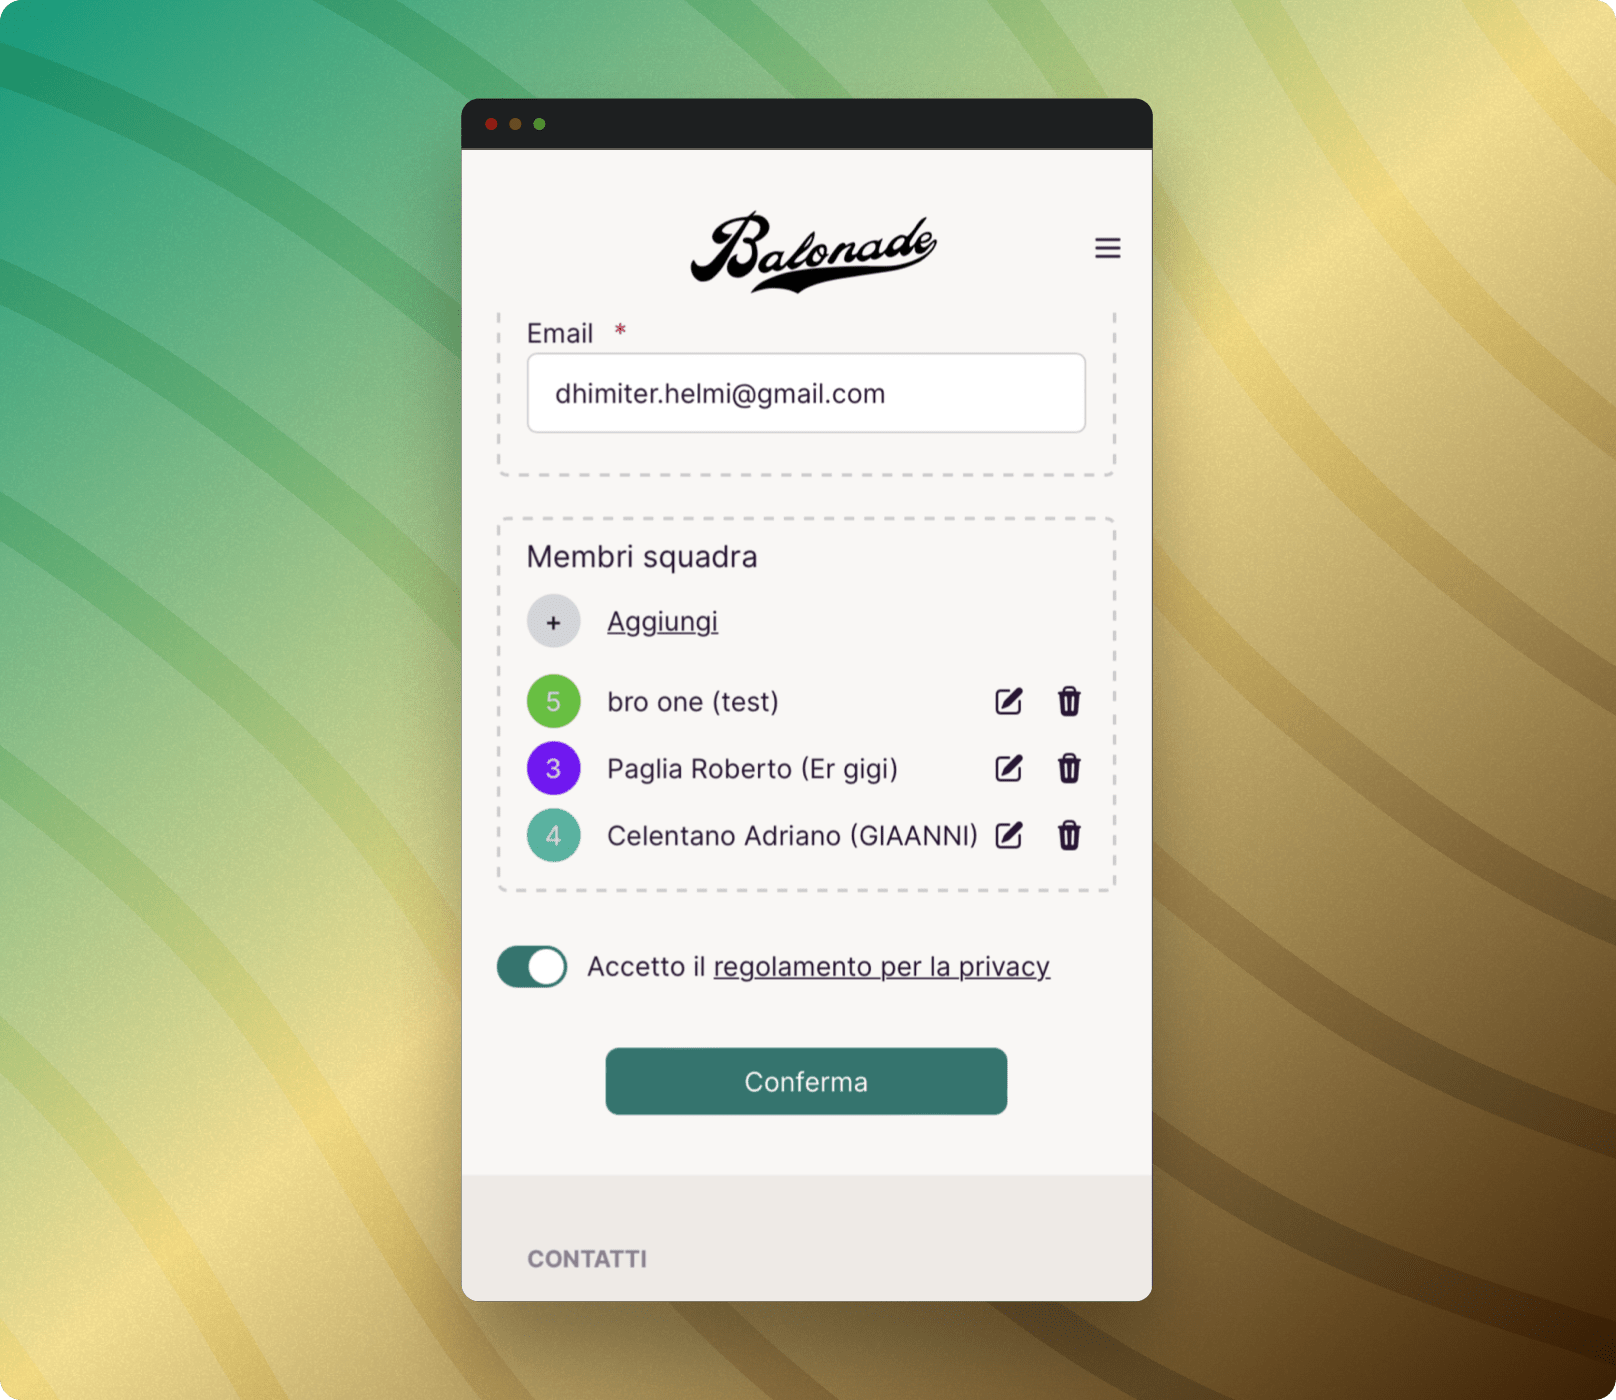 Balonade
Email *
dhimiter.helmi@gmail.com
Membri squadra
+ Aggiungi
5 bro one (test)
3 Paglia Roberto (Er gigi)
4 Celentano Adriano (GIAANNI)
Accetto il regolamento per la privacy
Conferma
CONTATTI